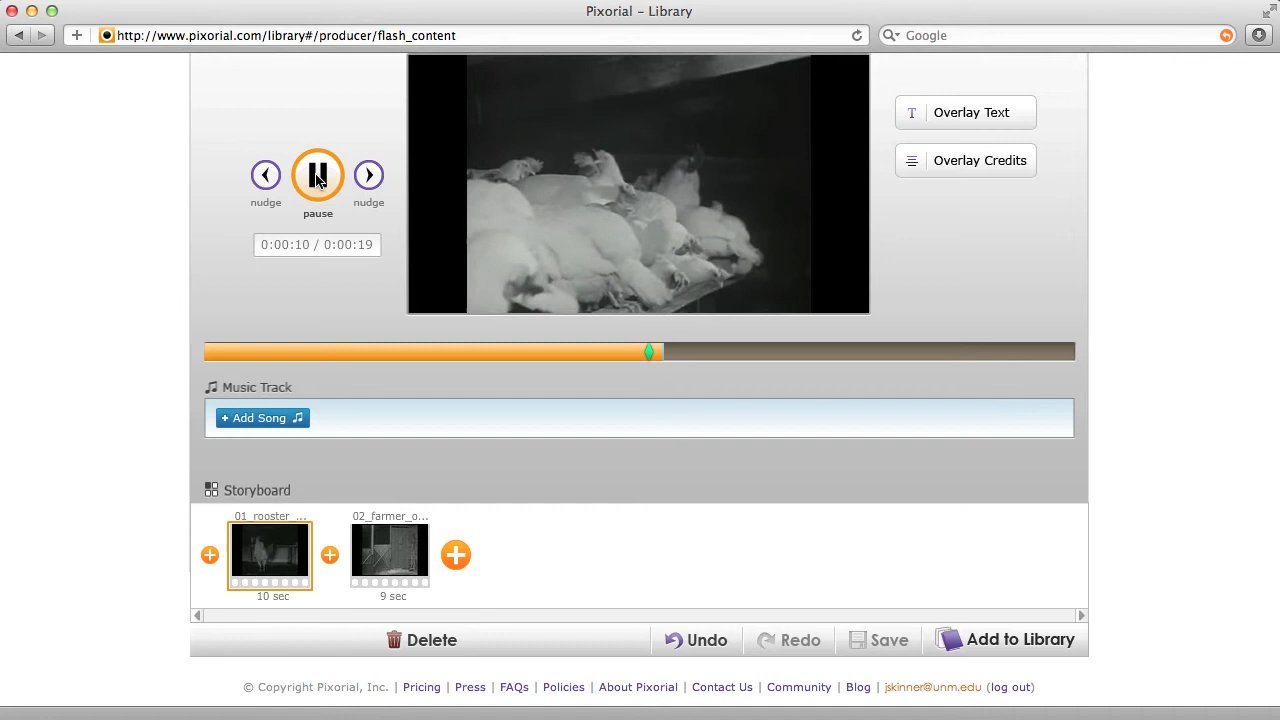 Pixorial – Library
http://www.pixorial.com/library#/producer/flash_content
Google
T Overlay Text
Overlay Credits
nudge
pause
nudge
0:00:10 / 0:00:19
Music Track
+ Add Song
Storyboard
01_rooster_...
02_farmer_o...
10 sec
9 sec
Delete
Undo
Redo
Save
Add to Library
© Copyright Pixorial, Inc. | Pricing | Press | FAQs | Policies | About Pixorial | Contact Us | Community | Blog | jskinner@unm.edu (log out)